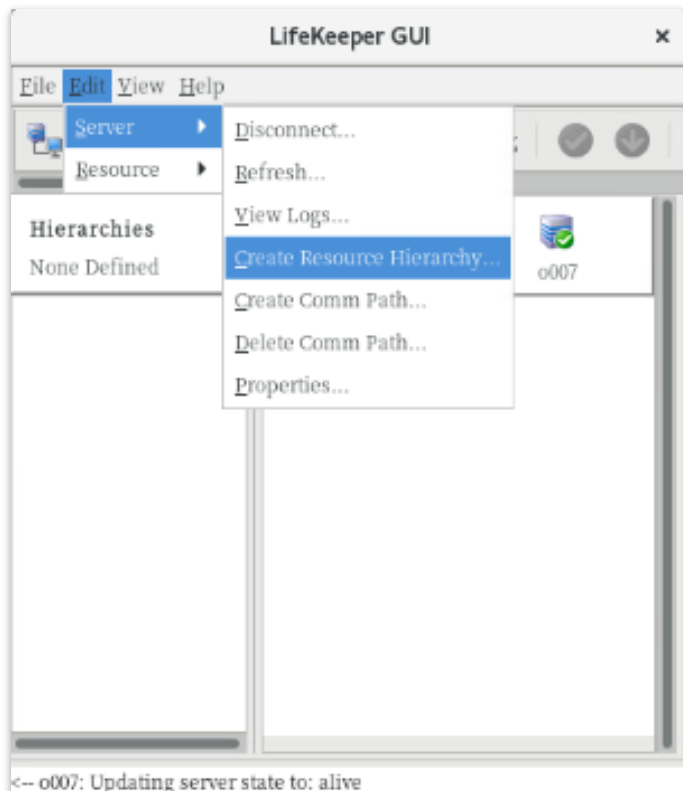 LifeKeeper GUI ×
File Edit View Help
Server
Resource
Disconnect...
Refresh...
View Logs...
Create Resource Hierarchy...
Create Comm Path...
Delete Comm Path...
Properties...
Hierarchies
None Defined
o007
<-- o007: Updating server state to: alive